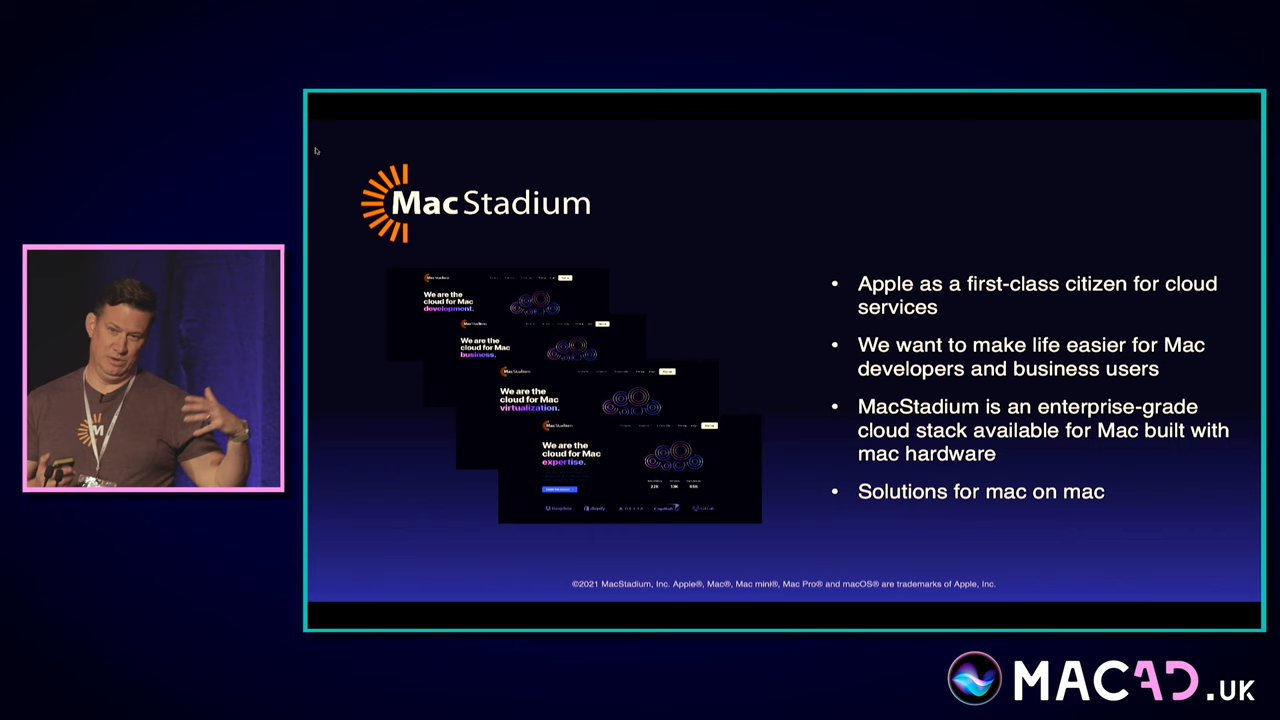 MacStadium
MacStadium
We are the
cloud for Mac
development.
MacStadium
We are the
cloud for Mac
business.
MacStadium
We are the
cloud for Mac
virtualization.
MacStadium
We are the
cloud for Mac
expertise.
• Apple as a first-class citizen for cloud
services
• We want to make life easier for Mac
developers and business users
• MacStadium is an enterprise-grade
cloud stack available for Mac built with
mac hardware
• Solutions for mac on mac
©2021 MacStadium, Inc. Apple®, Mac®, Mac mini®, Mac Pro® and macOS® are trademarks of Apple, Inc.
M
MACAD.UK